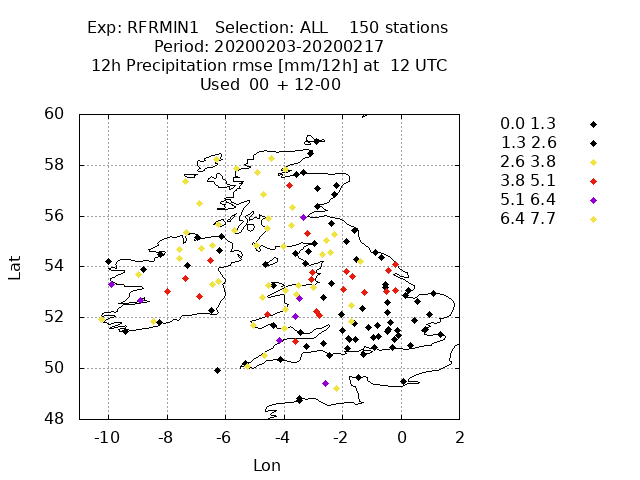 Exp: RFRMIN1   Selection: ALL    150 stations
Period: 20200203-20200217
12h Precipitation rmse [mm/12h] at  12 UTC
Used  00 + 12-00
60
58
56
54
52
50
48
Lat
-10 -8 -6 -4 -2 0 2
Lon
0.0 1.3
1.3 2.6
2.6 3.8
3.8 5.1
5.1 6.4
6.4 7.7